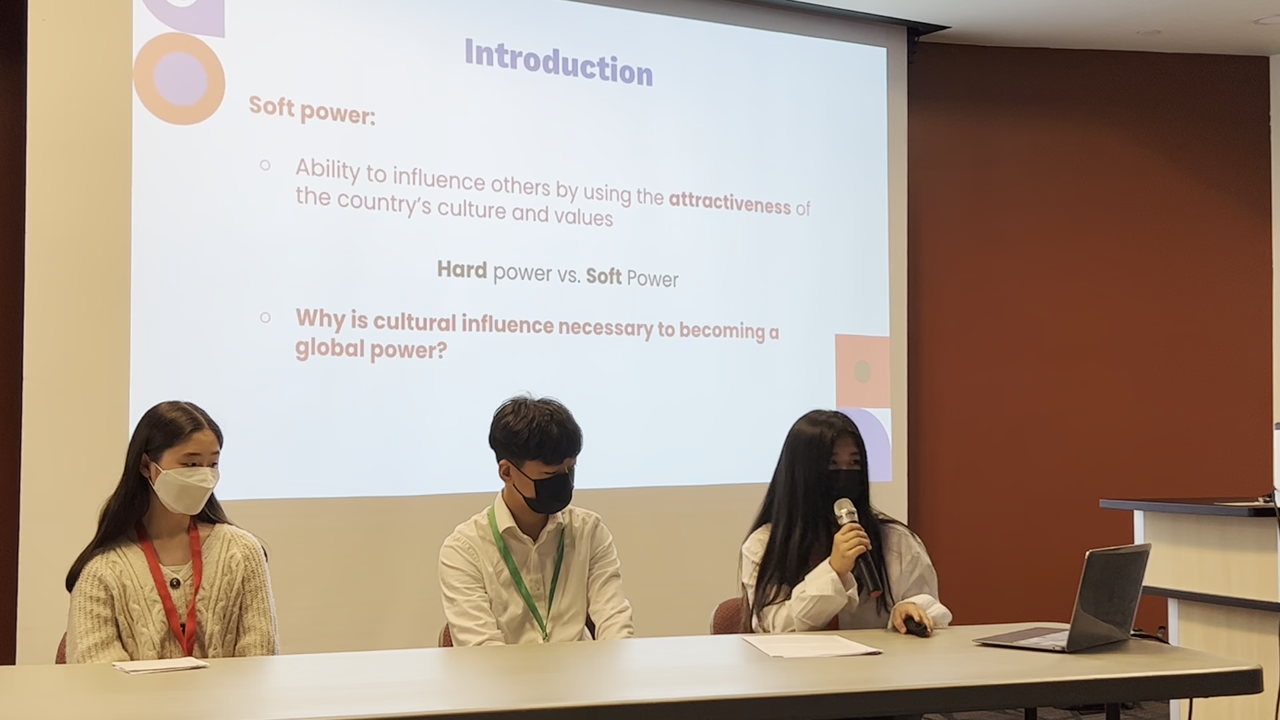 Introduction
Soft power:
Ability to influence others by using the attractiveness of
the country's culture and values
Hard power vs. Soft Power
Why is cultural influence necessary to becoming a
global power?